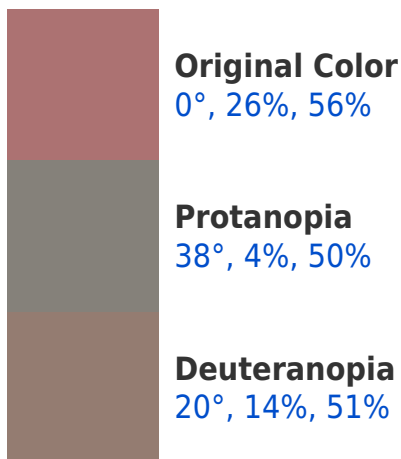 Original Color
0°, 26%, 56%
Protanopia
38°, 4%, 50%
Deuteranopia
20°, 14%, 51%